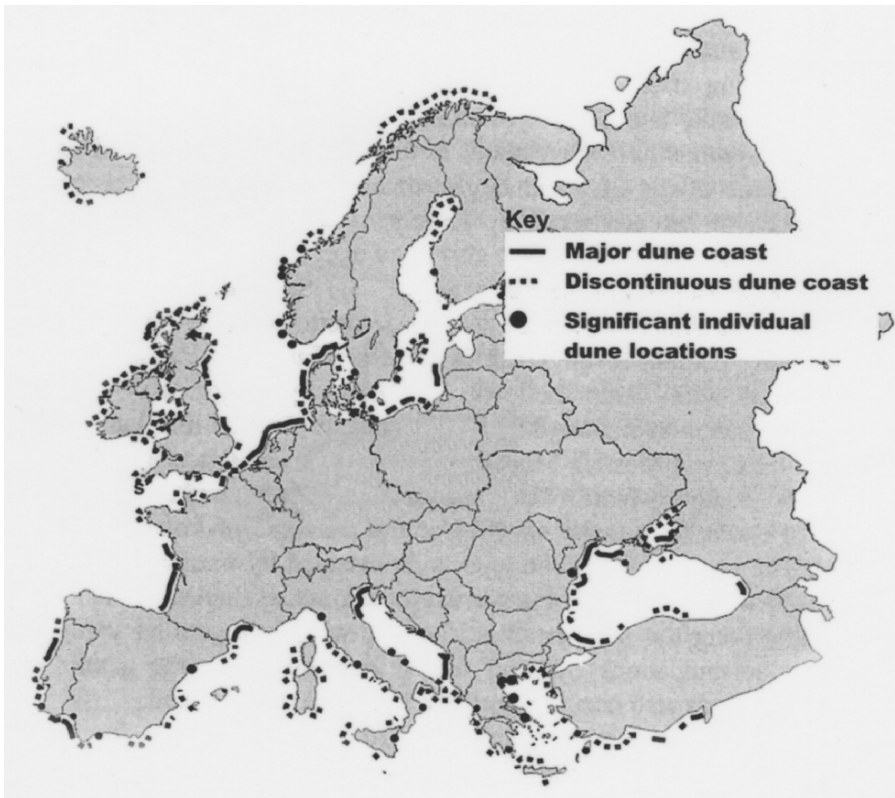 Key
Major dune coast
Discontinuous dune coast
Significant individual
dune locations
s